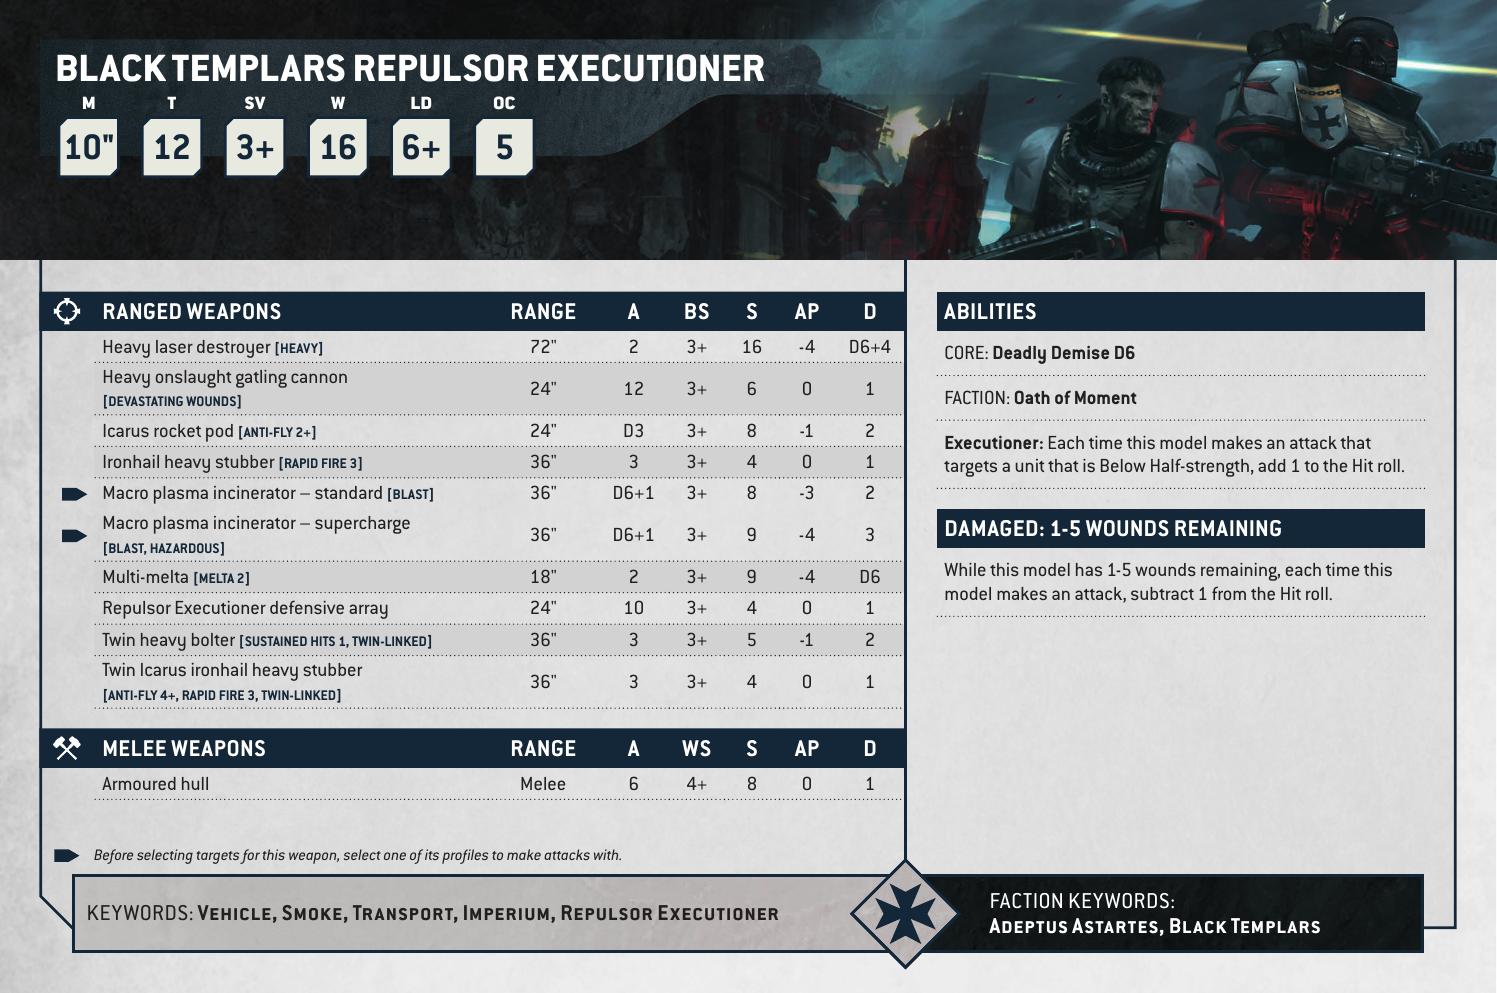 BLACK TEMPLARS REPULSOR EXECUTIONER
M T SV W LD OC
10" 12 3+ 16 6+ 5
RANGED WEAPONS RANGE A BS S AP D
Heavy laser destroyer [HEAVY] 72" 2 3+ 16 -4 D6+4
Heavy onslaught gatling cannon
[DEVASTATING WOUNDS] 24" 12 3+ 6 0 1
Icarus rocket pod [ANTI-FLY 2+] 24" D3 3+ 8 -1 2
Ironhail heavy stubber [RAPID FIRE 3] 36" 3 3+ 4 0 1
Macro plasma incinerator – standard [BLAST] 36" D6+1 3+ 8 -3 2
Macro plasma incinerator – supercharge
[BLAST, HAZARDOUS] 36" D6+1 3+ 9 -4 3
Multi-melta [MELTA 2] 18" 2 3+ 9 -4 D6
Repulsor Executioner defensive array 24" 10 3+ 4 0 1
Twin heavy bolter [SUSTAINED HITS 1, TWIN-LINKED] 36" 3 3+ 5 -1 2
Twin Icarus ironhail heavy stubber
[ANTI-FLY 4+, RAPID FIRE 3, TWIN-LINKED] 36" 3 3+ 4 0 1
MELEE WEAPONS RANGE A WS S AP D
Armoured hull Melee 6 4+ 8 0 1
Before selecting targets for this weapon, select one of its profiles to make attacks with.
ABILITIES
CORE: Deadly Demise D6
FACTION: Oath of Moment
Executioner: Each time this model makes an attack that
targets a unit that is Below Half-strength, add 1 to the Hit roll.
DAMAGED: 1-5 WOUNDS REMAINING
While this model has 1-5 wounds remaining, each time this
model makes an attack, subtract 1 from the Hit roll.
KEYWORDS: Vehicle, Smoke, Transport, Imperium, Repulsor Executioner
FACTION KEYWORDS:
Adeptus Astartes, Black Templars